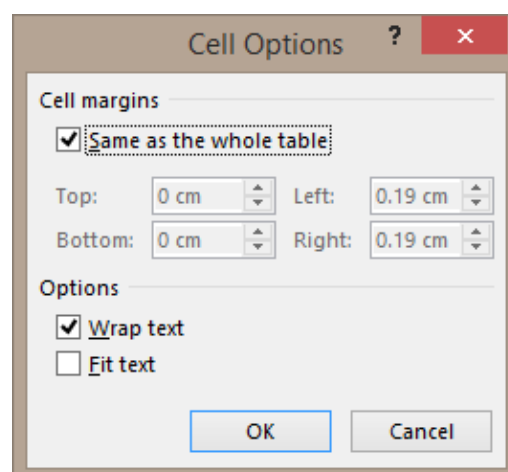 Cell Options ? ×
Cell margins
Same as the whole table
Top: 0 cm Left: 0.19 cm
Bottom: 0 cm Right: 0.19 cm
Options
Wrap text
Fit text
OK Cancel